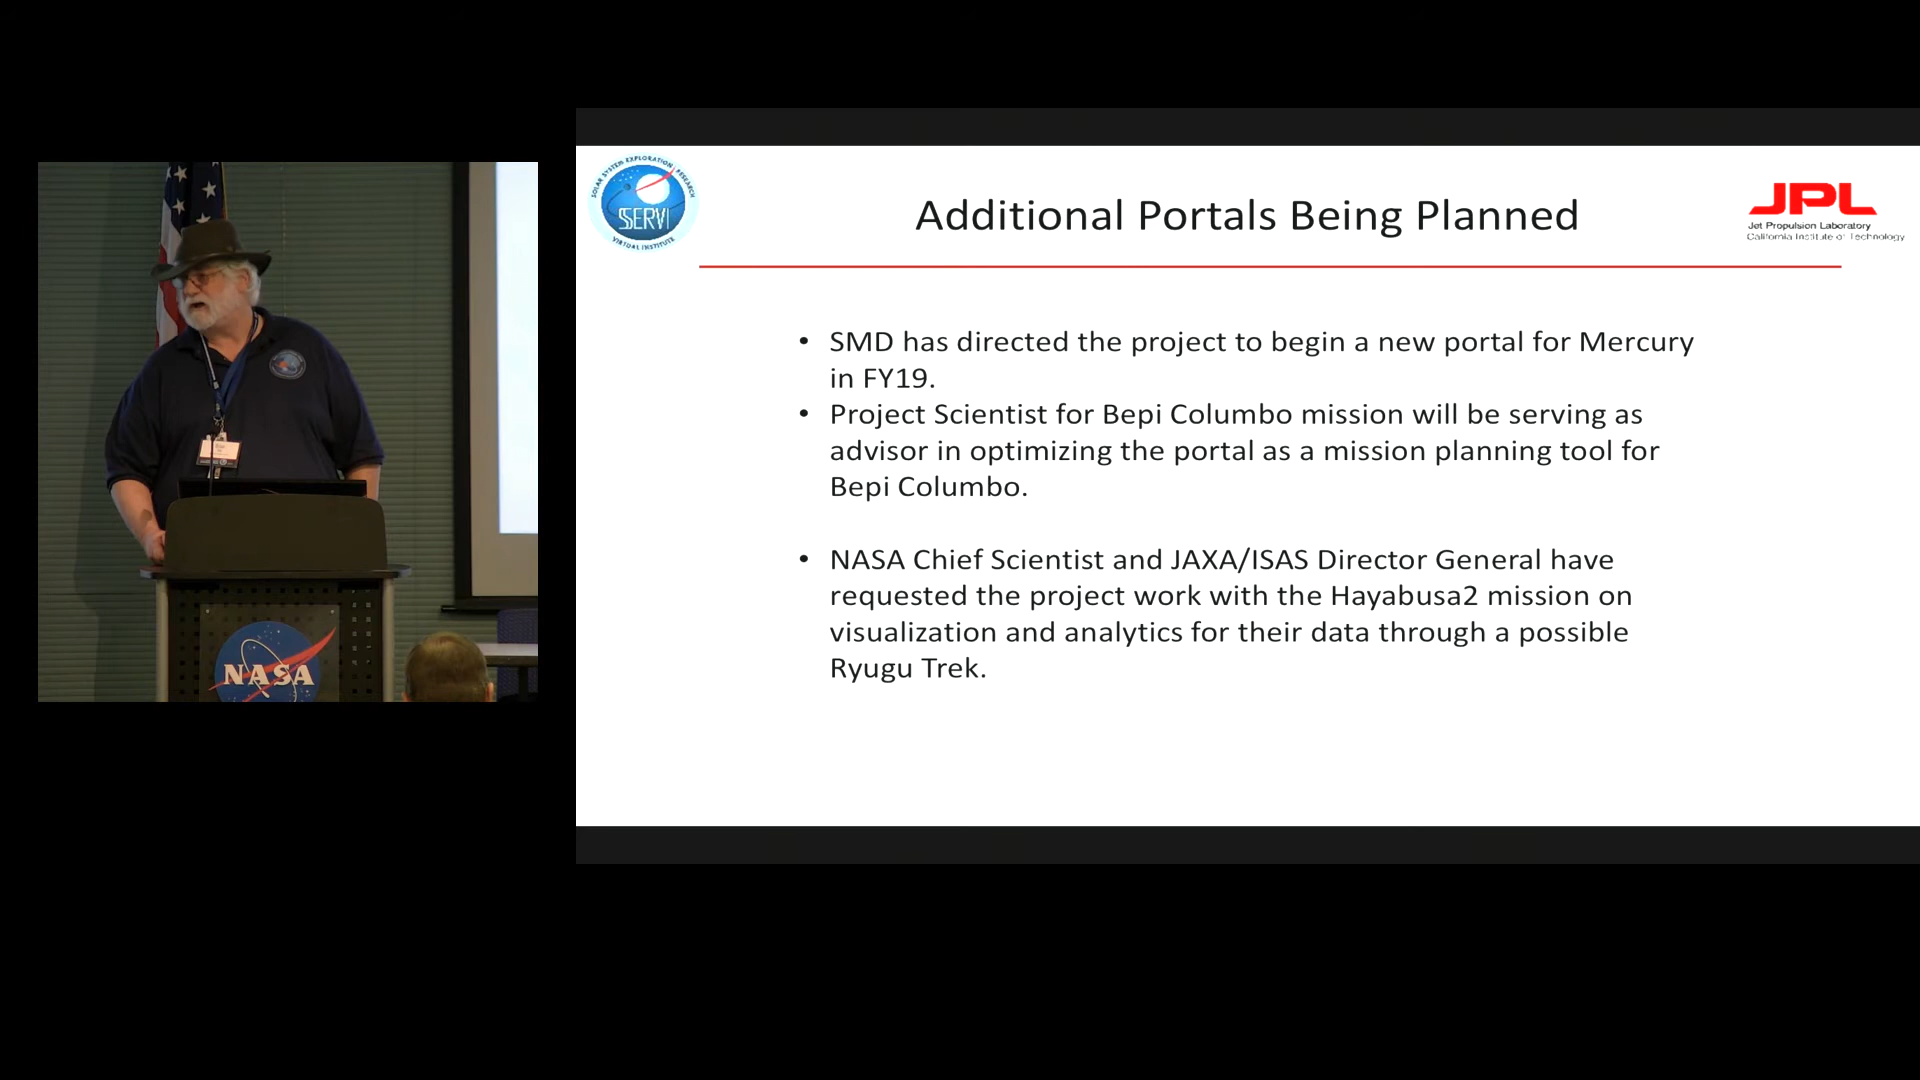 SOLAR SYSTEM EXPLORATION RESEARCH
SSERVI
VIRTUAL INSTITUTE
Additional Portals Being Planned
JPL
Jet Propulsion Laboratory
California Institute of Technology
• SMD has directed the project to begin a new portal for Mercury
in FY19.
• Project Scientist for Bepi Columbo mission will be serving as
advisor in optimizing the portal as a mission planning tool for
Bepi Columbo.
• NASA Chief Scientist and JAXA/ISAS Director General have
requested the project work with the Hayabusa2 mission on
visualization and analytics for their data through a possible
Ryugu Trek.
NASA